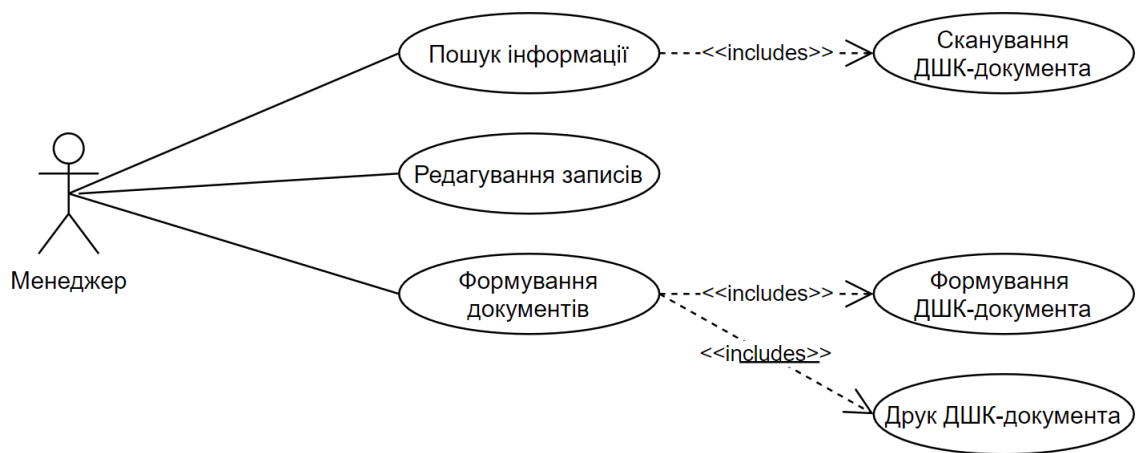 Пошук інформації
<<includes>>
Сканування
ДШК-документа
Редагування записів
Менеджер
Формування
документів
<<includes>>
Формування
ДШК-документа
<<includes>>
Друк ДШК-документа